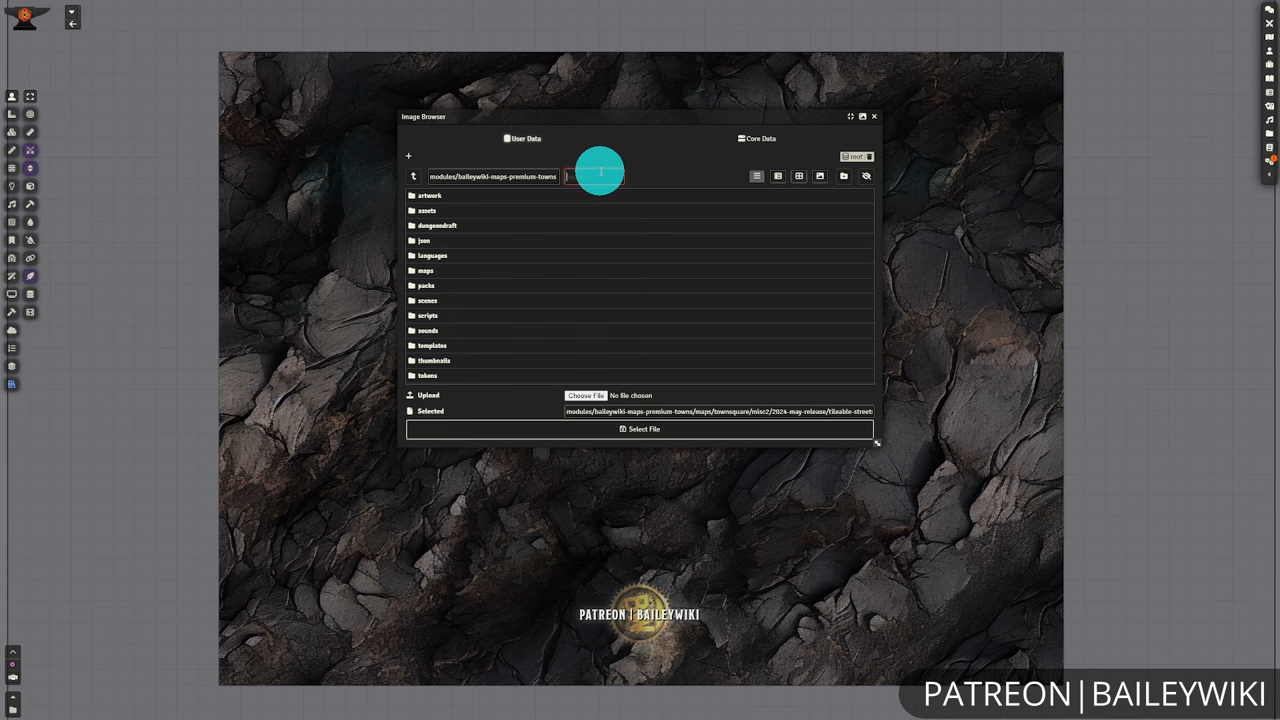 Image Browser
User Data
Core Data
root
modules/baileywiki-maps-premium-towns
artwork
assets
dungeondraft
json
languages
maps
packs
scenes
scripts
sounds
templates
thumbnails
tokens
Upload
Choose File No file chosen
Selected
modules/baileywiki-maps-premium-towns/maps/townsquare/misc2/2024-may-release/tileable-street
Select File
PATREON | BAILEYWIKI
PATREON|BAILEYWIKI